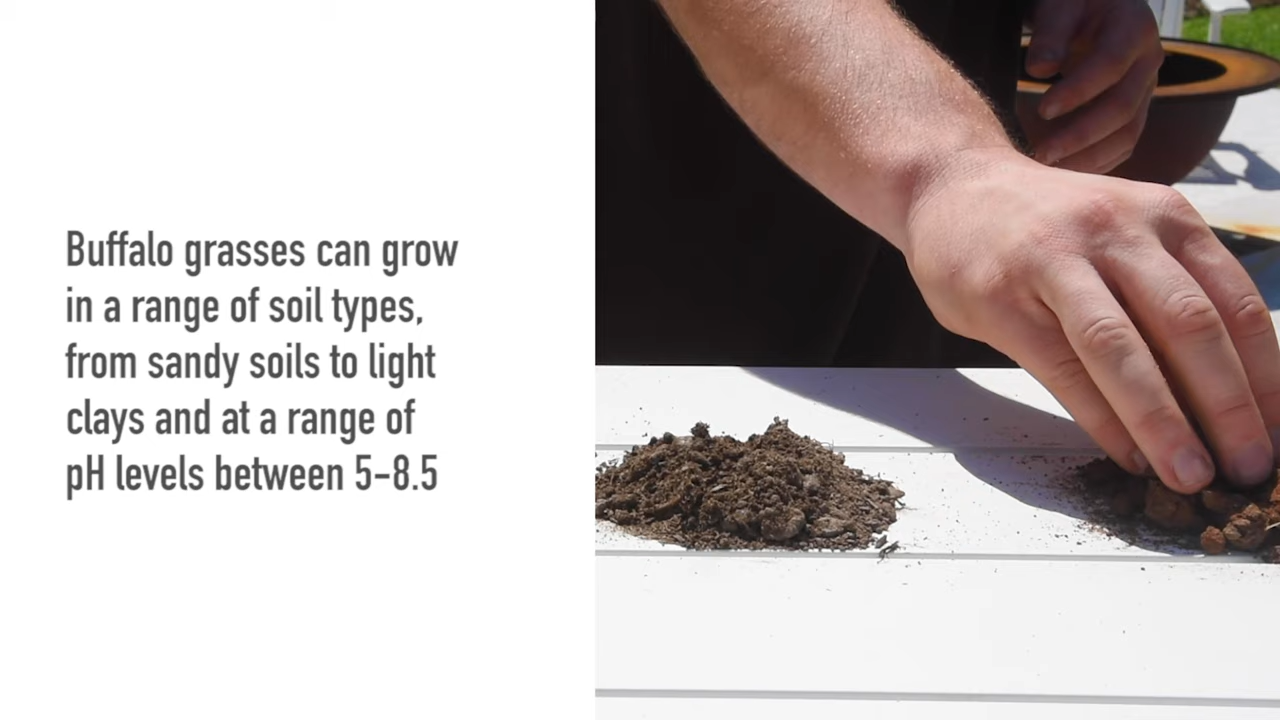 Buffalo grasses can grow
in a range of soil types,
from sandy soils to light
clays and at a range of
pH levels between 5-8.5